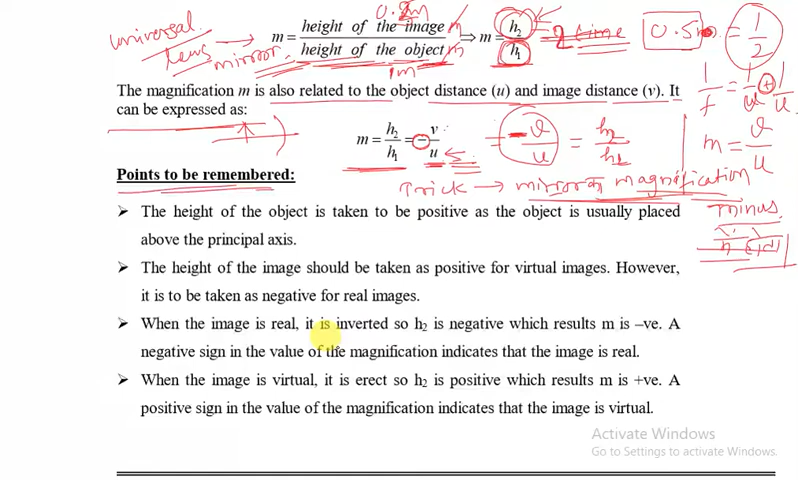 0.5m
universal
lens
mirror
m = height of the image / height of the object ⇒ m = h₂ / h₁
m
m
1m
2 time
0.5 = 1/2
The magnification m is also related to the object distance (u) and image distance (v). It
can be expressed as:
1/f = 1/v + 1/u
m = h₂/h₁ = − v/u = − v/u = h₂/h₁
m = v/u
Points to be remembered:
Trick → mirror magnification
minus
➢ The height of the object is taken to be positive as the object is usually placed
above the principal axis.
➢ The height of the image should be taken as positive for virtual images. However,
it is to be taken as negative for real images.
➢ When the image is real, it is inverted so h₂ is negative which results m is –ve. A
negative sign in the value of the magnification indicates that the image is real.
➢ When the image is virtual, it is erect so h₂ is positive which results m is +ve. A
positive sign in the value of the magnification indicates that the image is virtual.
Activate Windows
Go to Settings to activate Windows.